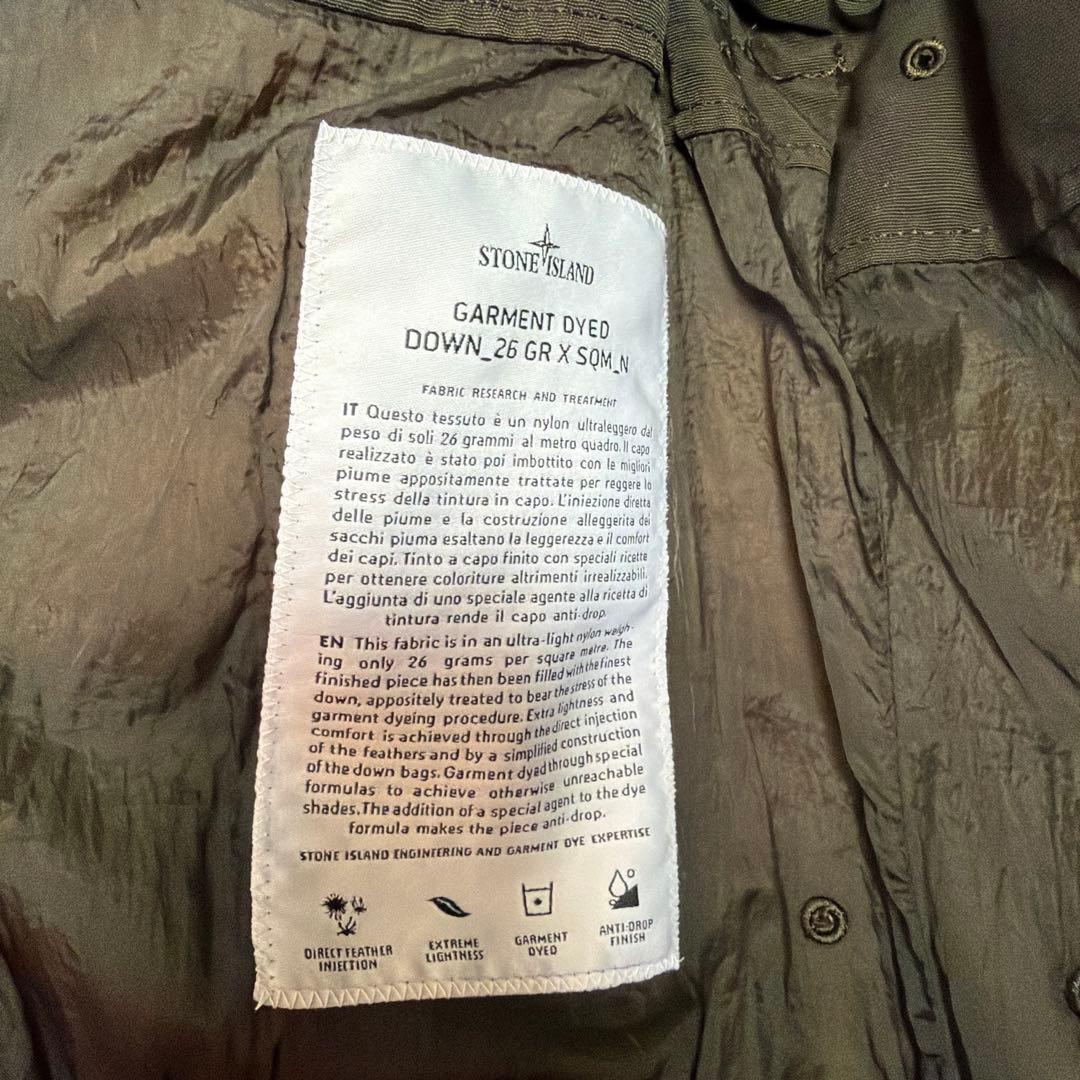 STONE ISLAND
GARMENT DYED
DOWN_26 GR X SQM_N
FABRIC RESEARCH AND TREATMENT
IT Questo tessuto è un nylon ultraleggero dal
peso di soli 26 grammi al metro quadro. Il capo
realizzato è stato poi imbottito con le migliori
piume appositamente trattate per reggere lo
stress della tintura in capo. L'iniezione diretta
delle piume e la costruzione alleggerita dei
sacchi piuma esaltano la leggerezza e il comfort
dei capi. Tinto a capo finito con speciali ricette
per ottenere coloriture altrimenti irrealizzabili.
L'aggiunta di uno speciale agente alla ricetta di
tintura rende il capo anti-drop.
EN This fabric is in an ultra-light nylon weigh-
ing only 26 grams per square metre. The
finished piece has then been filled with the finest
down, appositely treated to bear the stress of the
garment dyeing procedure. Extra lightness and
comfort is achieved through the direct injection
of the feathers and by a simplified construction
of the down bags. Garment dyed through special
formulas to achieve otherwise unreachable
shades. The addition of a special agent to the dye
formula makes the piece anti-drop.
STONE ISLAND ENGINEERING AND GARMENT DYE EXPERTISE
DIRECT FEATHER
INJECTION
EXTREME
LIGHTNESS
GARMENT
DYED
ANTI-DROP
FINISH